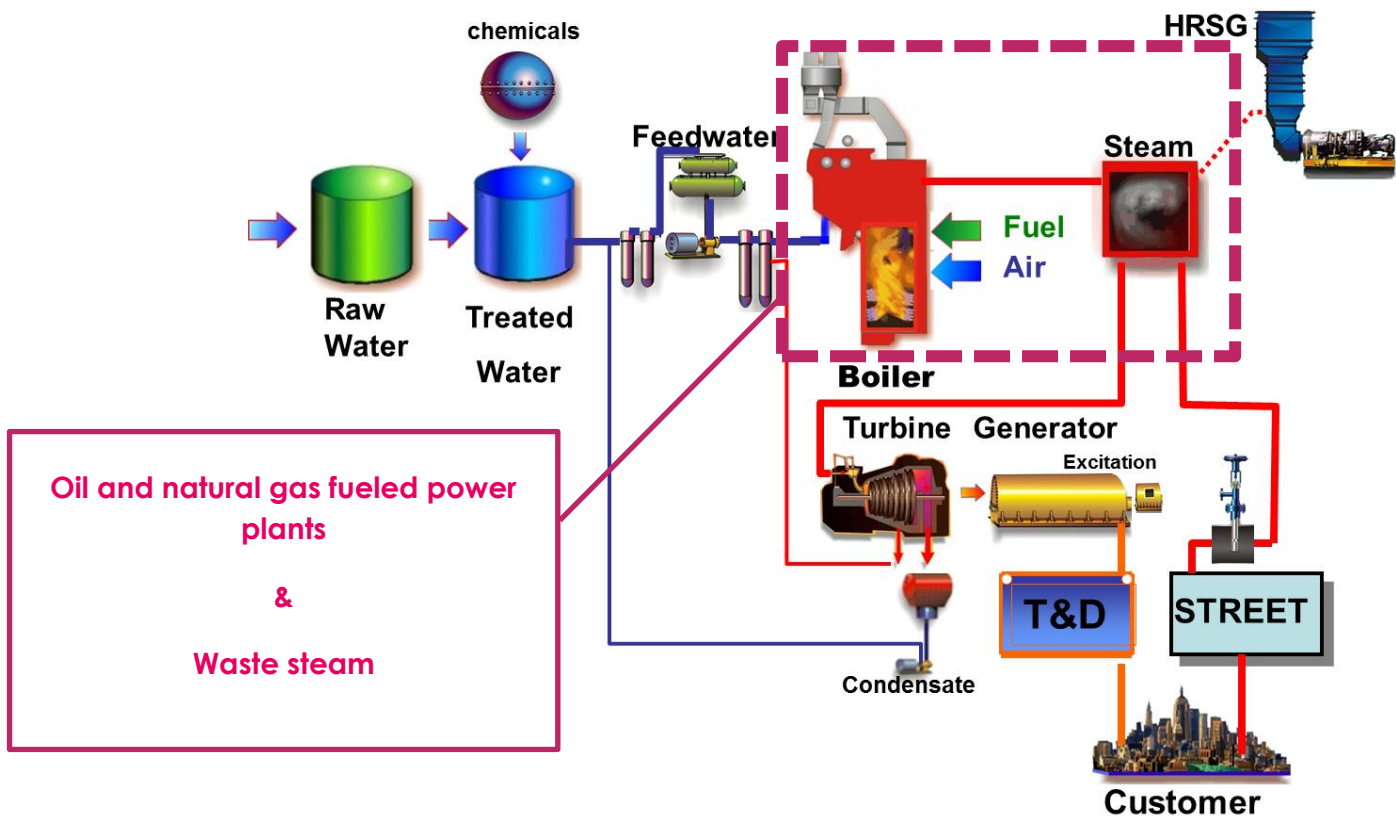 chemicals
HRSG
Feedwater
Steam
Fuel
Air
Raw
Water
Treated
Water
Boiler
Oil and natural gas fueled power
plants
&
Waste steam
Turbine
Generator
Excitation
T&D
STREET
Condensate
Customer